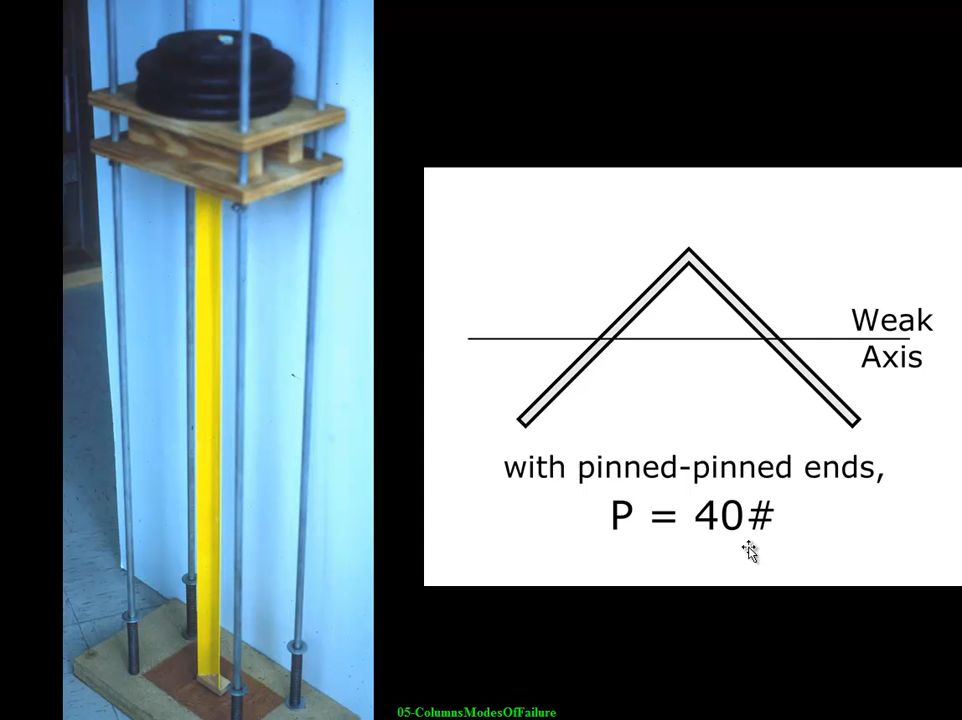 Weak
Axis
with pinned-pinned ends,
P = 40#
05-ColumnsModesOfFailure